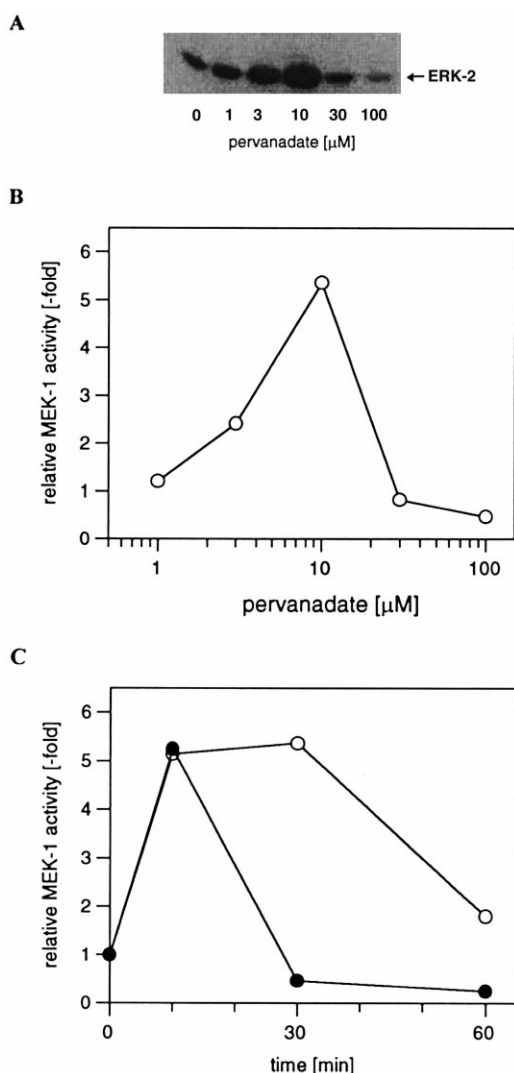 A
← ERK-2
0 1 3 10 30 100
pervanadate [μM]
B
relative MEK-1 activity [-fold]
6
5
4
3
2
1
0
1 10 100
pervanadate [μM]
C
relative MEK-1 activity [-fold]
6
5
4
3
2
1
0
0 30 60
time [min]